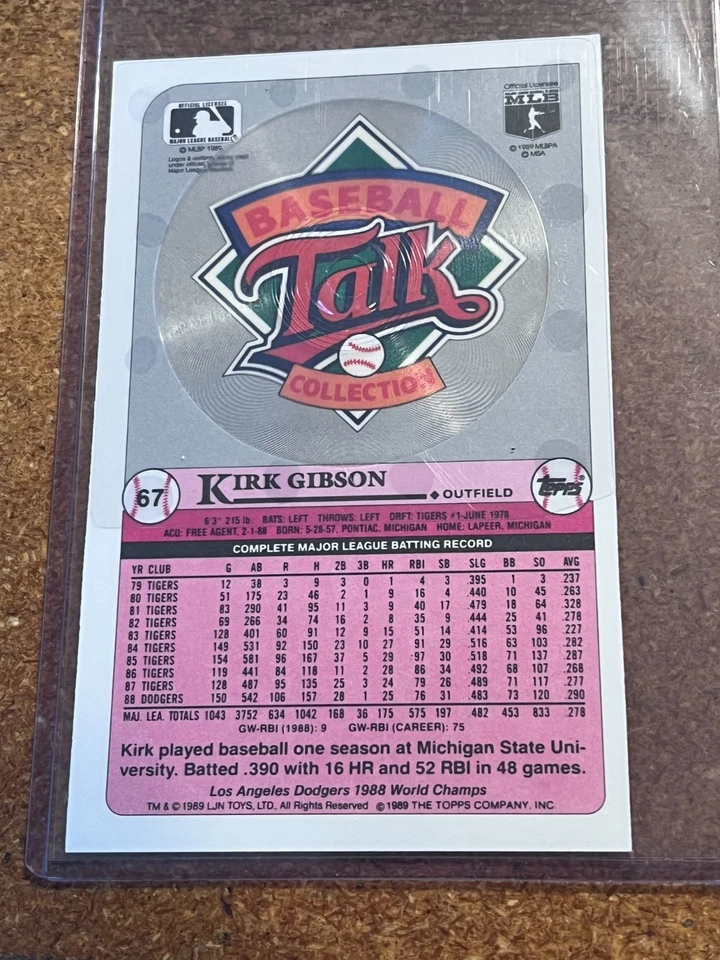 OFFICIAL LICENSEE
MAJOR LEAGUE BASEBALL
© MLBP 1989
Logos & uniform
under official
Major League
Official Licensee
MLB
© 1989 MLBPA
© MSA
BASEBALL
Talk
COLLECTION
67
KIRK GIBSON
◆ OUTFIELD
Topps
6'3" 215 lb. BATS: LEFT THROWS: LEFT DRFT: TIGERS #1-JUNE 1978
ACQ: FREE AGENT, 2-1-88 BORN: 5-28-57, PONTIAC, MICHIGAN HOME: LAPEER, MICHIGAN
COMPLETE MAJOR LEAGUE BATTING RECORD
YR CLUB G AB R H 2B 3B HR RBI SB SLG BB SO AVG
79 TIGERS 12 38 3 9 3 0 1 4 3 .395 1 3 .237
80 TIGERS 51 175 23 46 2 1 9 16 4 .440 10 45 .263
81 TIGERS 83 290 41 95 11 3 9 40 17 .479 18 64 .328
82 TIGERS 69 266 34 74 16 2 8 35 9 .444 25 41 .278
83 TIGERS 128 401 60 91 12 9 15 51 14 .414 53 96 .227
84 TIGERS 149 531 92 150 23 10 27 91 29 .516 63 103 .282
85 TIGERS 154 581 96 167 37 5 29 97 30 .518 71 137 .287
86 TIGERS 119 441 84 118 11 2 28 86 34 .492 68 107 .268
87 TIGERS 128 487 95 135 25 3 24 79 26 .489 71 117 .277
88 DODGERS 150 542 106 157 28 1 25 76 31 .483 73 120 .290
MAJ. LEA. TOTALS 1043 3752 634 1042 168 36 175 575 197 .482 453 833 .278
GW-RBI (1988): 9 GW-RBI (CAREER): 75
Kirk played baseball one season at Michigan State Uni-
versity. Batted .390 with 16 HR and 52 RBI in 48 games.
Los Angeles Dodgers 1988 World Champs
TM & © 1989 LJN TOYS, LTD., All Rights Reserved © 1989 THE TOPPS COMPANY, INC.